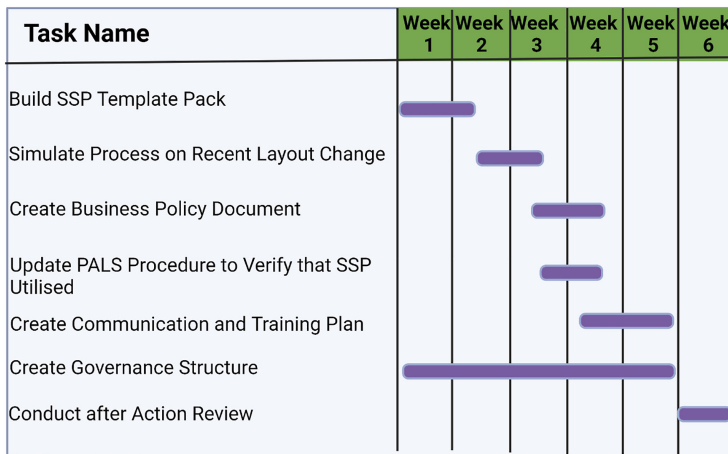 Task Name
Week 1
Week 2
Week 3
Week 4
Week 5
Week 6
Build SSP Template Pack
Simulate Process on Recent Layout Change
Create Business Policy Document
Update PALS Procedure to Verify that SSP
Utilised
Create Communication and Training Plan
Create Governance Structure
Conduct after Action Review